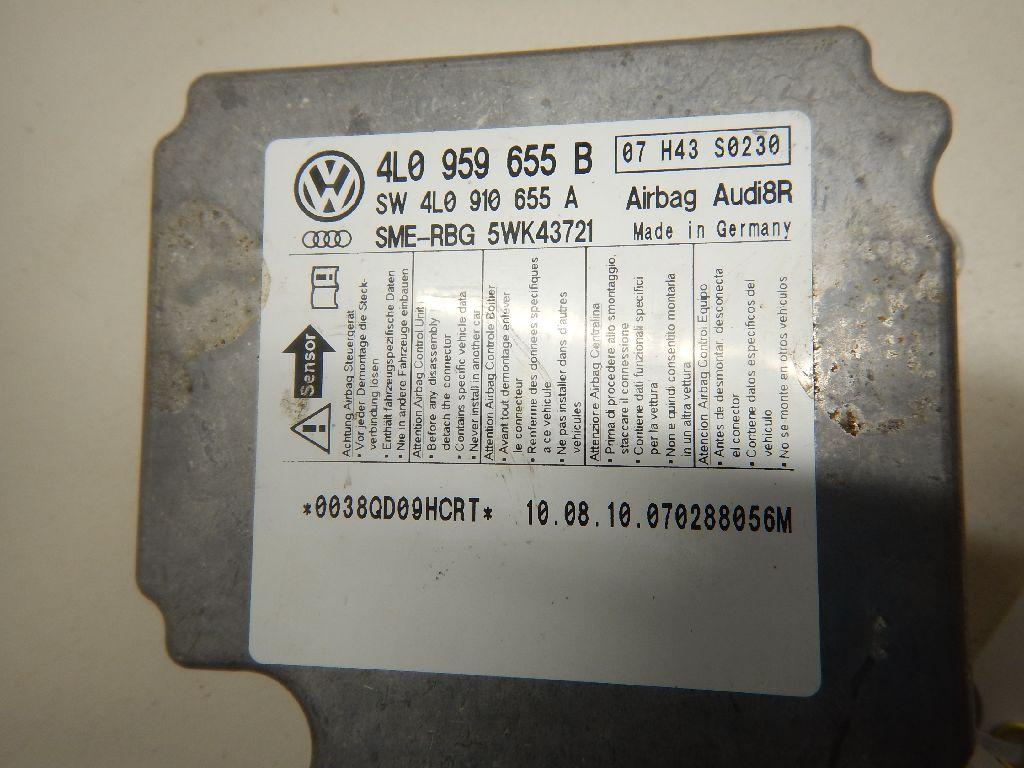 4L0 959 655 B
07 H43 S0230
SW 4L0 910 655 A
Airbag Audi8R
SME-RBG 5WK43721
Made in Germany
Sensor
Achtung Airbag Steuergerät
• Vor jeder Demontage die Steck-
verbindung lösen
• Enthält fahrzeugspezifische Daten
• Nie in andere Fahrzeuge einbauen
Attention Airbag Control Unit
• Before any disassembly
detach the connector
• Contains specific vehicle data
• Never install in another car
Attention Airbag Controle Boitier
• Avant tout demontage enlever
le connecteur
• Renferme des donnees specifiques
a ce vehicule
• Ne pas installer dans d'autres
vehicules
Attenzione Airbag Centralina
• Prima di procedere allo smontaggio,
staccare il connessione
• Contiene dati funzionali specifici
per la vettura
• Non e quindi consentito montarla
in un altra vettura
Atencion Airbag Control Equipo
• Antes de desmontar, desconecta
el conector
• Contiene datos especificos del
vehiculo
• No se monte en otros vehiculos
*0038QD09HCRT*
10.08.10.070288056M